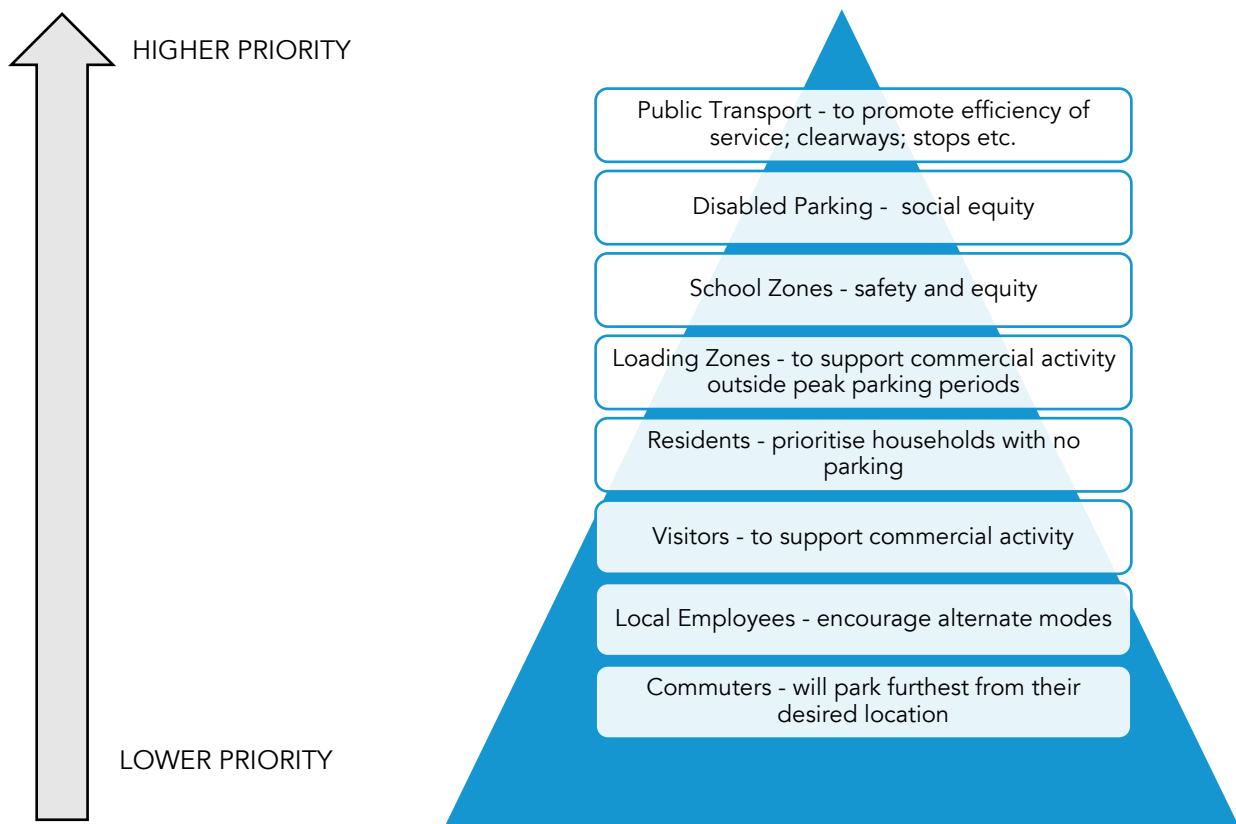 HIGHER PRIORITY
Public Transport - to promote efficiency of
service; clearways; stops etc.
Disabled Parking -  social equity
School Zones - safety and equity
Loading Zones - to support commercial activity
outside peak parking periods
Residents - prioritise households with no
parking
Visitors - to support commercial activity
Local Employees - encourage alternate modes
Commuters - will park furthest from their
desired location
LOWER PRIORITY